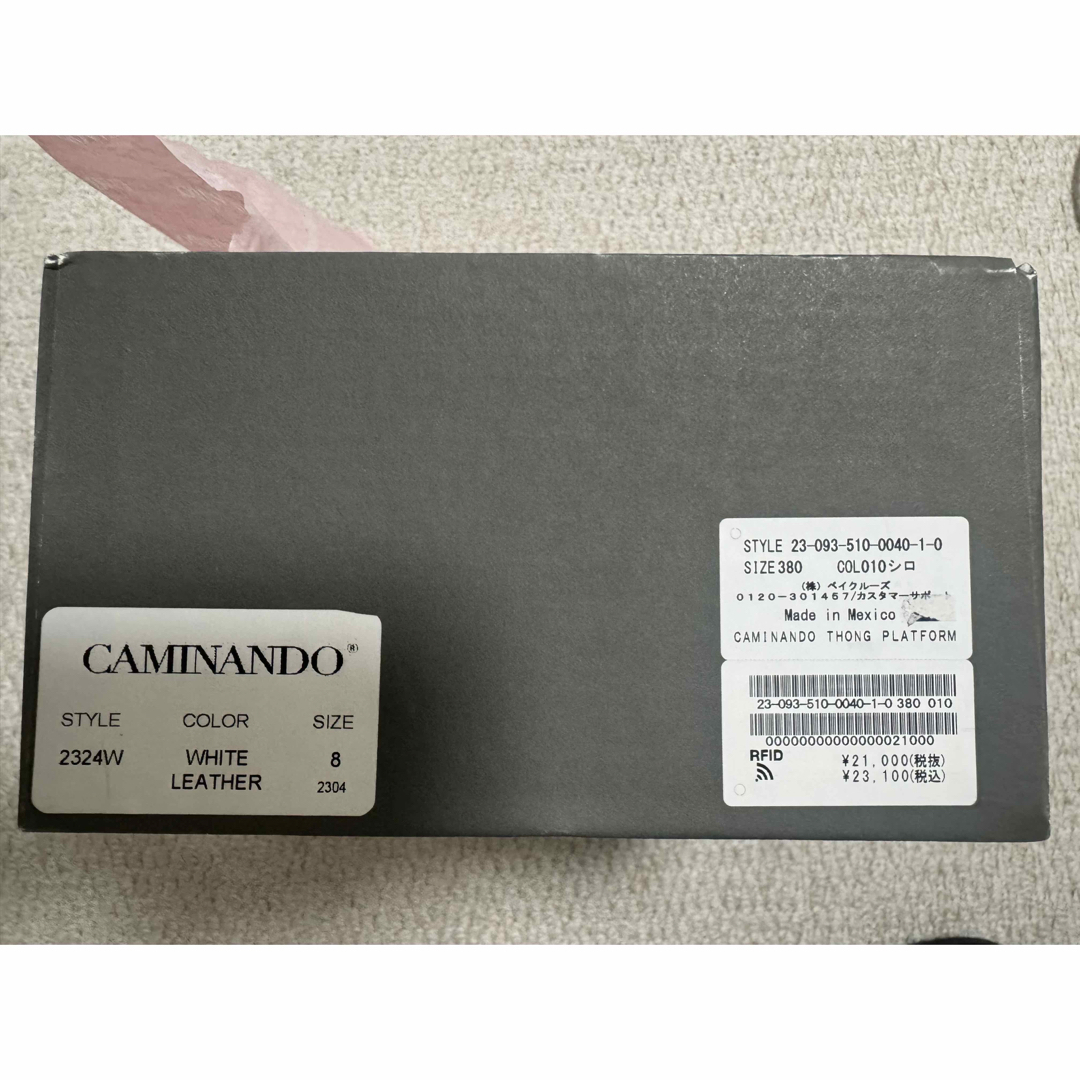 CAMINANDO®
STYLE COLOR SIZE
2324W WHITE 8
LEATHER 2304
STYLE 23-093-510-0040-1-0
SIZE380 COL010シロ
(株) ベイクルーズ
0120-301457/カスタマーサポート
Made in Mexico
CAMINANDO THONG PLATFORM
23-093-510-0040-1-0 380 010
00000000000000021000
RFID
¥21,000(税抜)
¥23,100(税込)